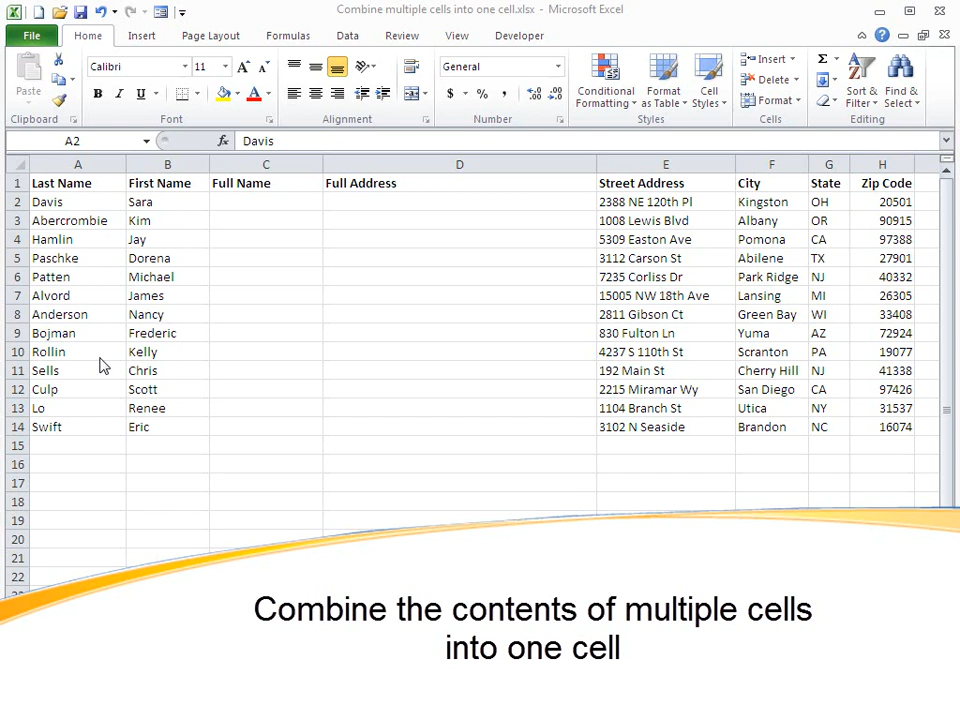 Combine multiple cells into one cell.xlsx - Microsoft Excel
File Home Insert Page Layout Formulas Data Review View Developer
Calibri 11 A A General Insert Σ
Paste B I U A $ % , Conditional Formatting Format as Table Cell Styles Delete Format Sort & Filter Find & Select
Clipboard Font Alignment Number Styles Cells Editing
A2 fx Davis
A B C D E F G H
1 Last Name First Name Full Name Full Address Street Address City State Zip Code
2 Davis Sara 2388 NE 120th Pl Kingston OH 20501
3 Abercrombie Kim 1008 Lewis Blvd Albany OR 90915
4 Hamlin Jay 5309 Easton Ave Pomona CA 97388
5 Paschke Dorena 3112 Carson St Abilene TX 27901
6 Patten Michael 7235 Corliss Dr Park Ridge NJ 40332
7 Alvord James 15005 NW 18th Ave Lansing MI 26305
8 Anderson Nancy 2811 Gibson Ct Green Bay WI 33408
9 Bojman Frederic 830 Fulton Ln Yuma AZ 72924
10 Rollin Kelly 4237 S 110th St Scranton PA 19077
11 Sells Chris 192 Main St Cherry Hill NJ 41338
12 Culp Scott 2215 Miramar Wy San Diego CA 97426
13 Lo Renee 1104 Branch St Utica NY 31537
14 Swift Eric 3102 N Seaside Brandon NC 16074
15
16
17
18
19
20
21
22
Combine the contents of multiple cells
into one cell